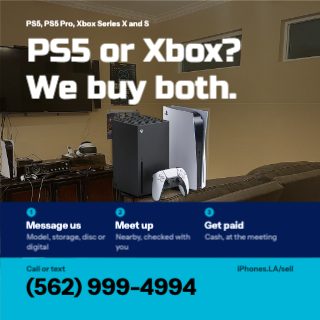 PS5, PS5 Pro, Xbox Series X and S
PS5 or Xbox?
We buy both.
1
2
3
Message us
Meet up
Get paid
Model, storage, disc or
digital
Nearby, checked with
you
Cash, at the meeting
Call or text
iPhones.LA/sell
(562) 999-4994